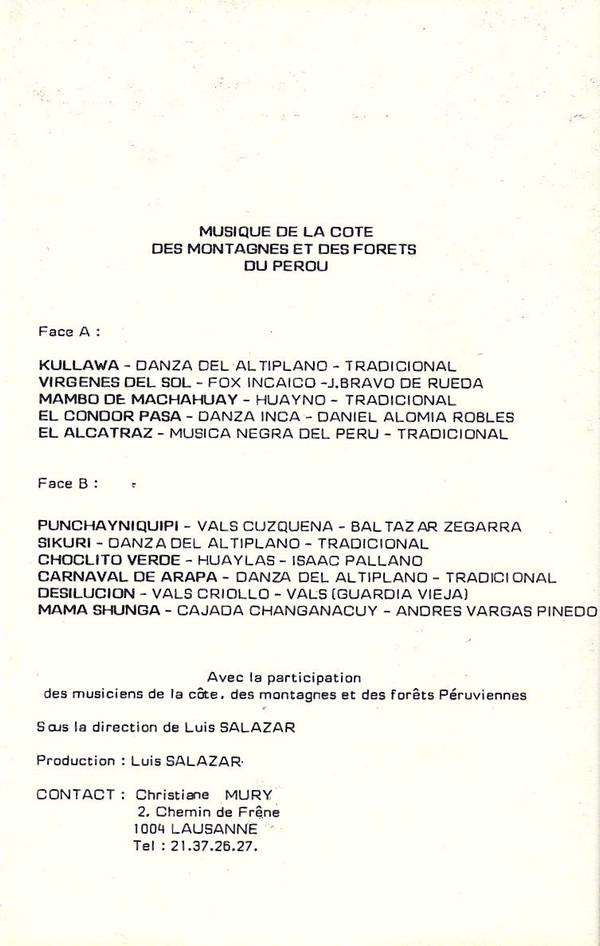 MUSIQUE DE LA COTE
DES MONTAGNES ET DES FORETS
DU PEROU
Face A :
KULLAWA - DANZA DEL ALTIPLANO - TRADICIONAL
VIRGENES DEL SOL - FOX INCAICO -J.BRAVO DE RUEDA
MAMBO DE MACHAHUAY - HUAYNO - TRADICIONAL
EL CONDOR PASA - DANZA INCA - DANIEL ALOMIA ROBLES
EL ALCATRAZ - MUSICA NEGRA DEL PERU - TRADICIONAL
Face B :
PUNCHAYNIQUIPI - VALS CUZQUENA - BALTAZAR ZEGARRA
SIKURI - DANZA DEL ALTIPLANO - TRADICIONAL
CHOCLITO VERDE - HUAYLAS - ISAAC PALLANO
CARNAVAL DE ARAPA - DANZA DEL ALTIPLANO - TRADICIONAL
DESILUCION - VALS CRIOLLO - VALS (GUARDIA VIEJA)
MAMA SHUNGA - CAJADA CHANGANACUY - ANDRES VARGAS PINEDO
Avec la participation
des musiciens de la côte, des montagnes et des forêts Péruviennes
Sous la direction de Luis SALAZAR
Production : Luis SALAZAR
CONTACT : Christiane MURY
2, Chemin de Frêne
1004 LAUSANNE
Tel : 21.37.26.27.